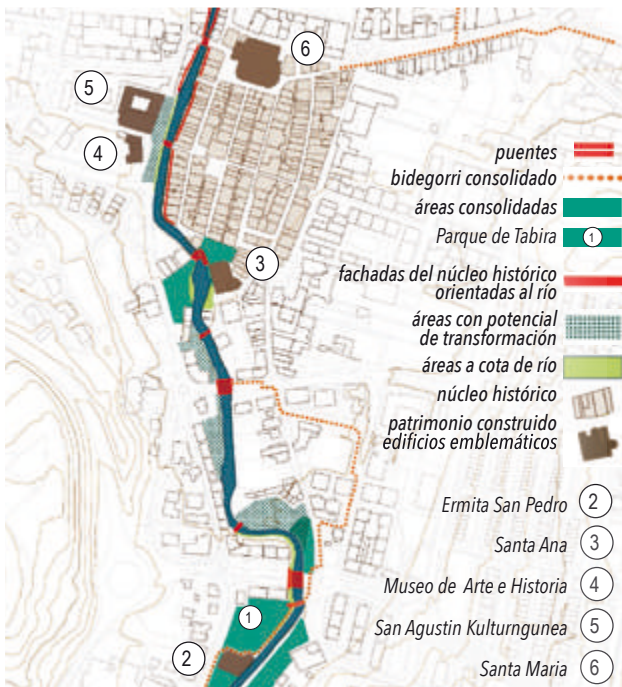 6
5
4
puentes
bidegorri consolidado
áreas consolidadas
Parque de Tabira 1
3
fachadas del núcleo histórico
orientadas al río
áreas con potencial
de transformación
áreas a cota de río
núcleo histórico
patrimonio construido
edificios emblemáticos
Ermita San Pedro 2
Santa Ana 3
Museo de Arte e Historia 4
1
San Agustin Kulturngunea 5
2
Santa Maria 6